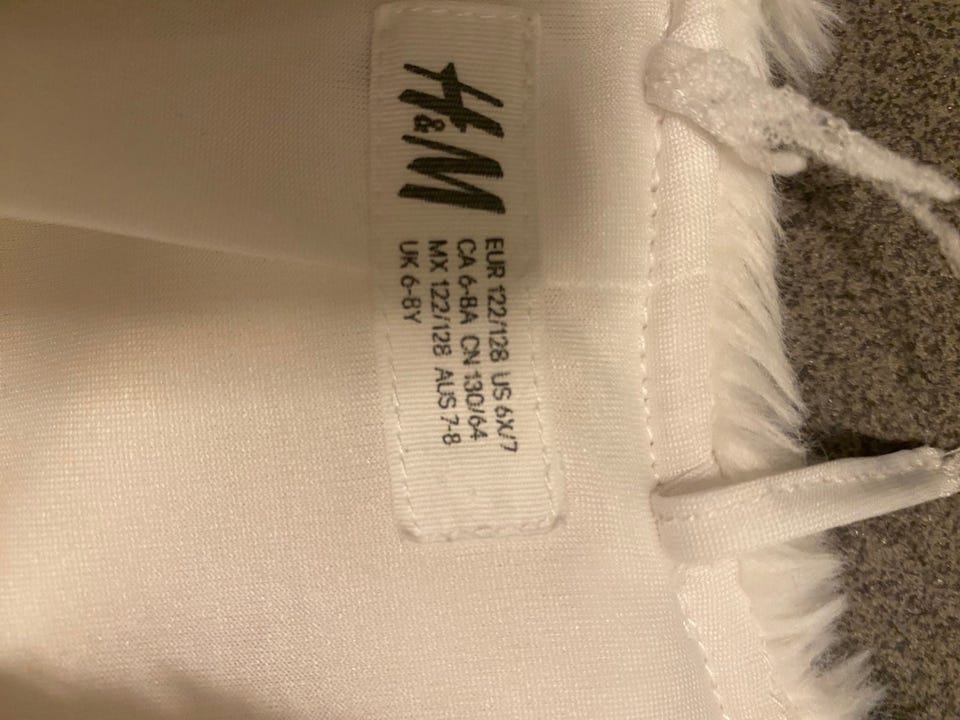 H&M
EUR 122/128 US 6X/7
CA 6-8A CN 130/64
MX 122/128 AUS 7-8
UK 6-8Y